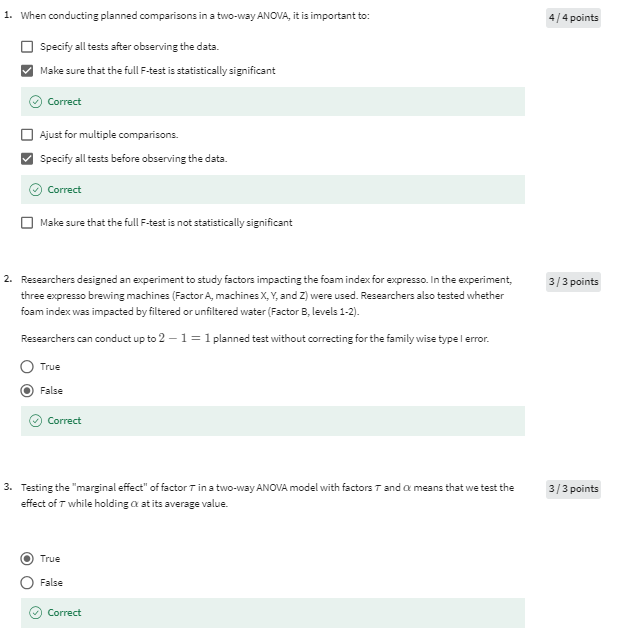 1. When conducting planned comparisons in a two-way ANOVA, it is important to:
4 / 4 points
Specify all tests after observing the data.
Make sure that the full F-test is statistically significant
Correct
Ajust for multiple comparisons.
Specify all tests before observing the data.
Correct
Make sure that the full F-test is not statistically significant
2. Researchers designed an experiment to study factors impacting the foam index for expresso. In the experiment,
3 / 3 points
three expresso brewing machines (Factor A, machines X, Y, and Z) were used. Researchers also tested whether
foam index was impacted by filtered or unfiltered water (Factor B, levels 1-2).
Researchers can conduct up to 2 − 1 = 1 planned test without correcting for the family wise type I error.
True
False
Correct
3. Testing the "marginal effect" of factor τ in a two-way ANOVA model with factors τ and α means that we test the
3 / 3 points
effect of τ while holding α at its average value.
True
False
Correct